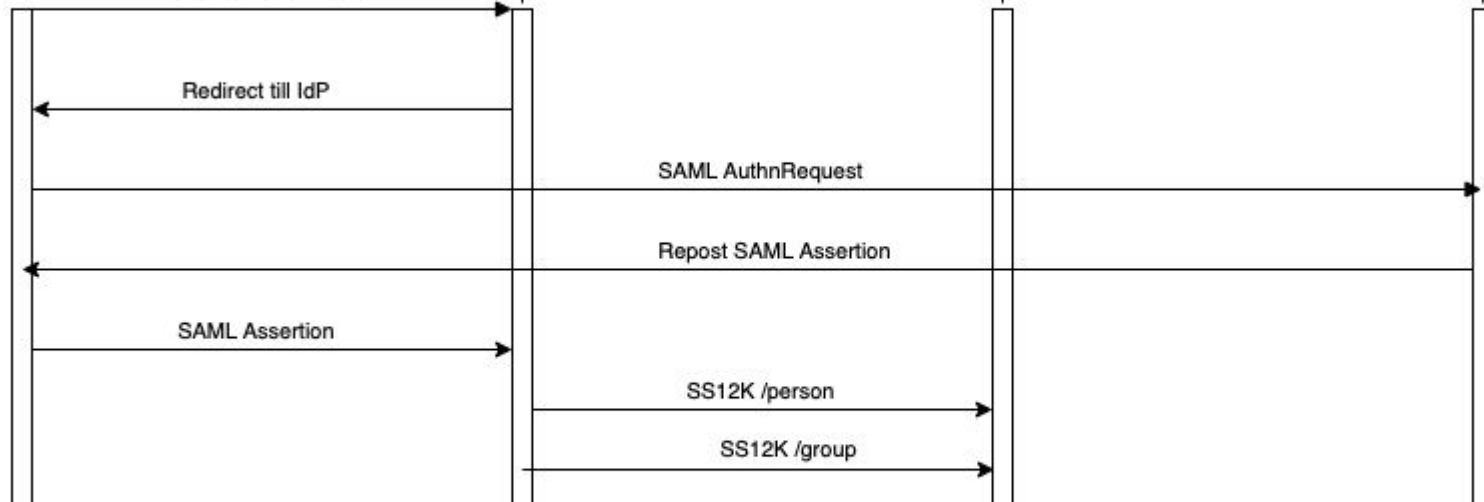 Redirect till IdP
SAML AuthnRequest
Repost SAML Assertion
SAML Assertion
SS12K /person
SS12K /group